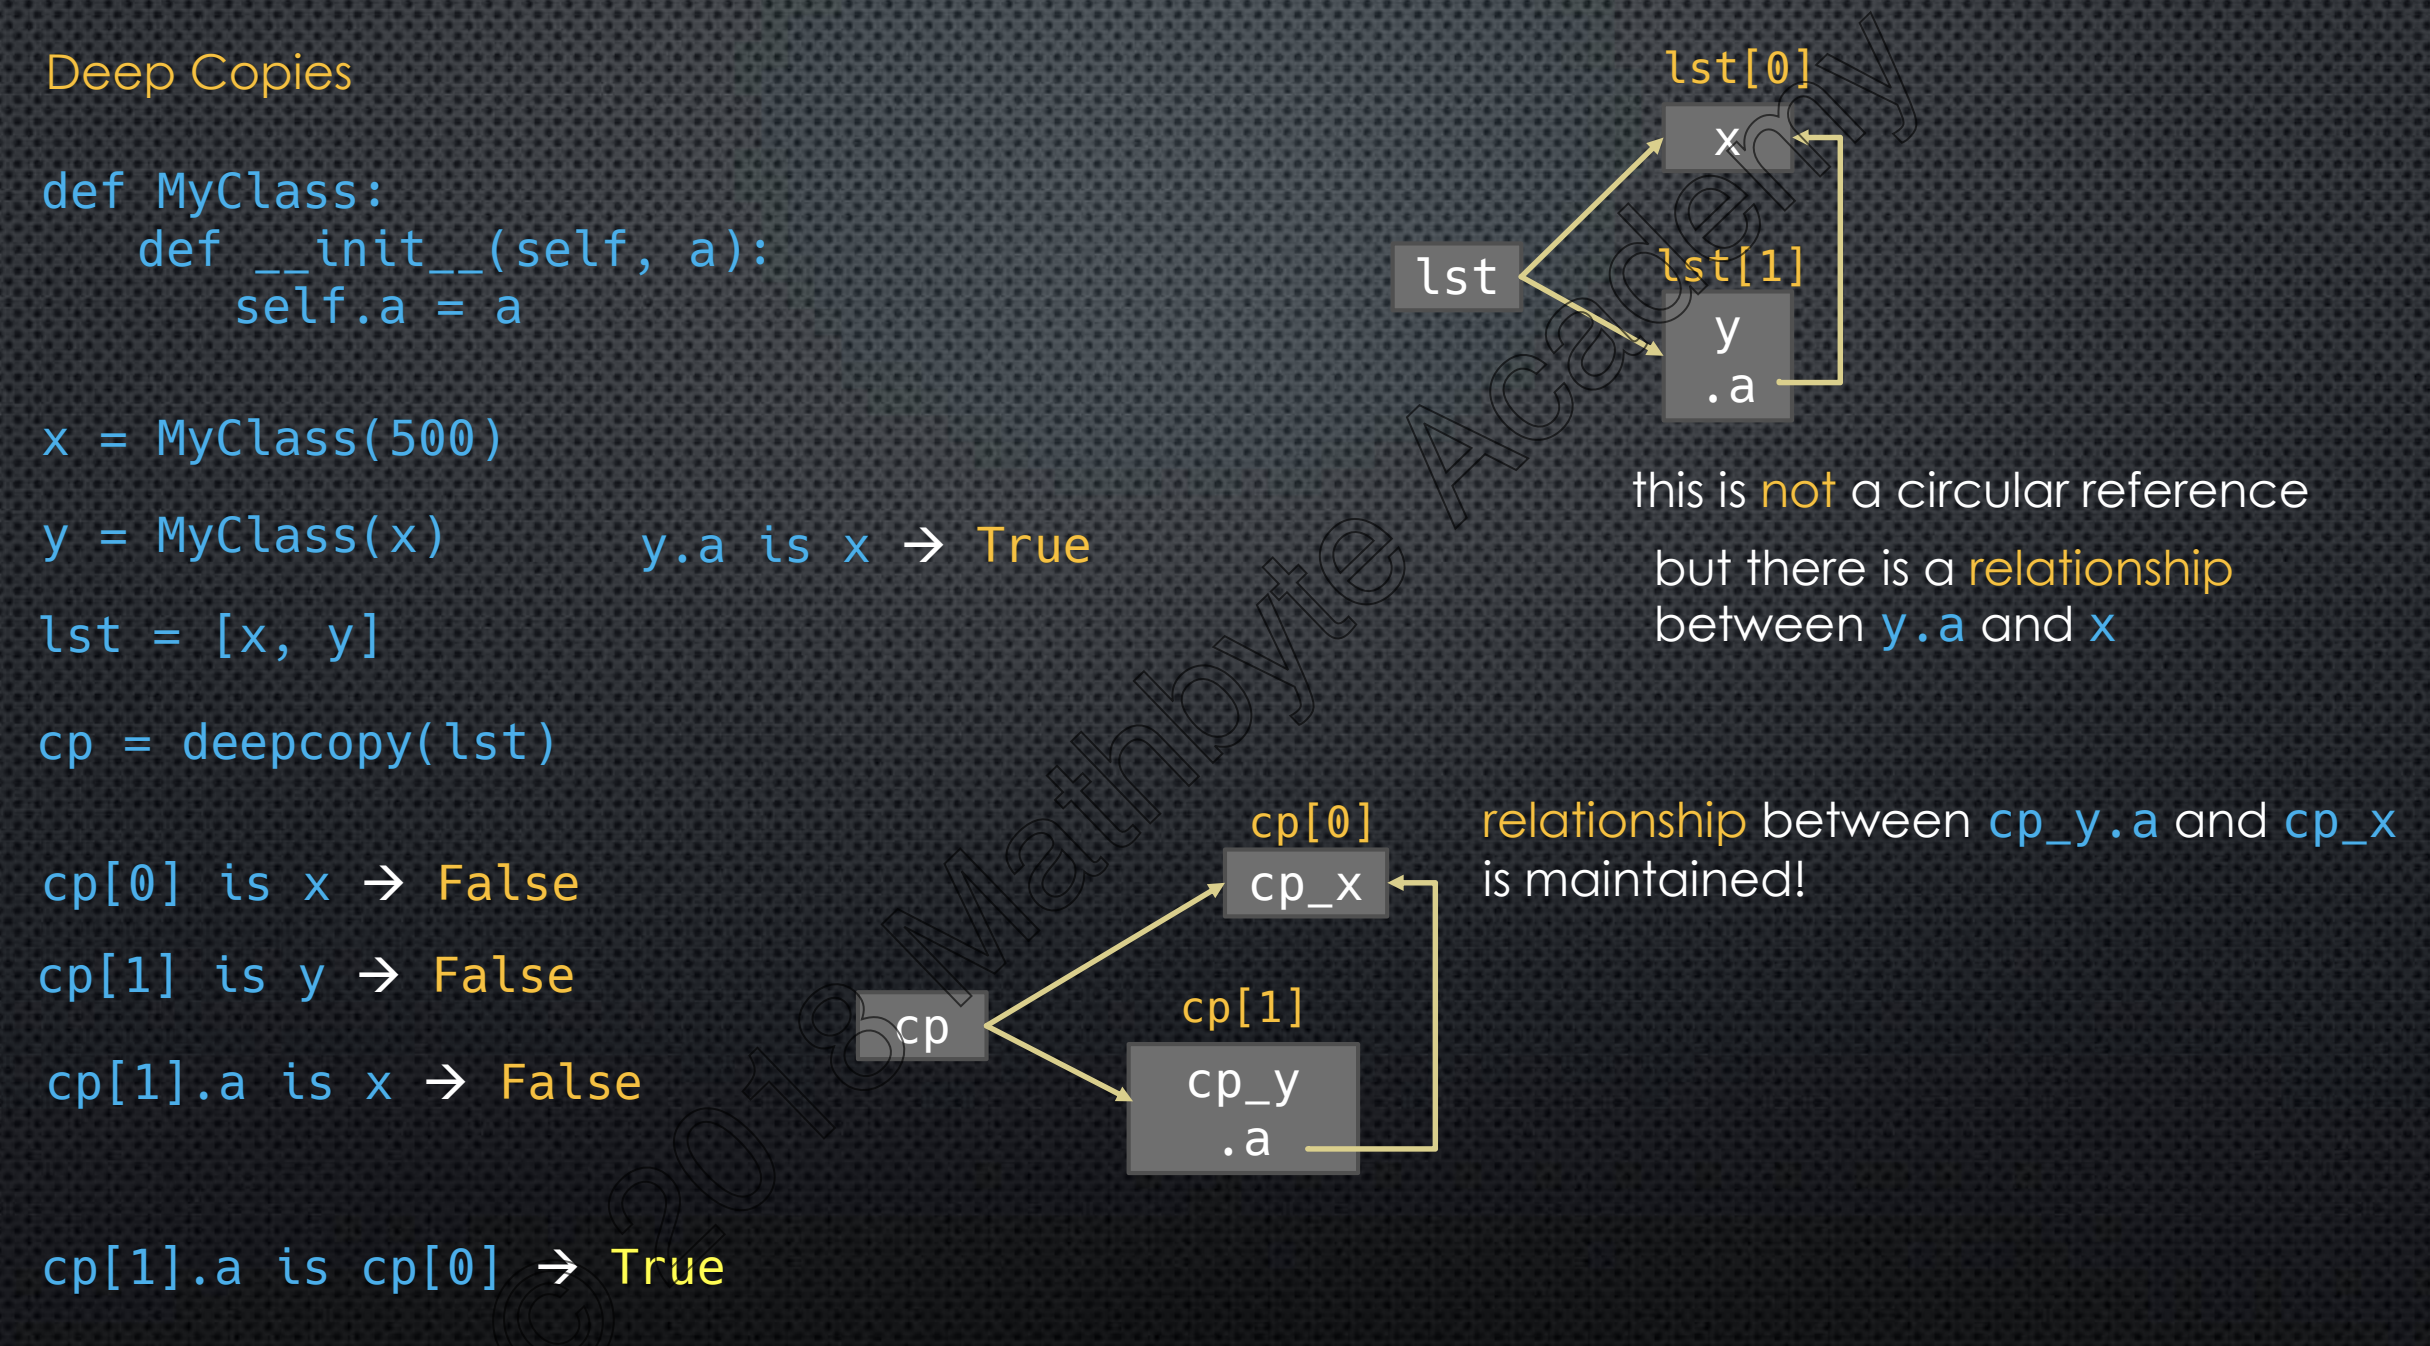 Deep Copies
def MyClass:
def __init__(self, a):
self.a = a
x = MyClass(500)
y = MyClass(x)
y.a is x → True
lst = [x, y]
cp = deepcopy(lst)
cp[0] is x → False
cp[1] is y → False
cp[1].a is x → False
cp[1].a is cp[0] → True
lst[0]
x
lst
lst[1]
y
.a
this is not a circular reference
but there is a relationship
between y.a and x
cp[0]
cp_x
cp
cp[1]
cp_y
.a
relationship between cp_y.a and cp_x
is maintained!
© 2018 Mathbyte Academy